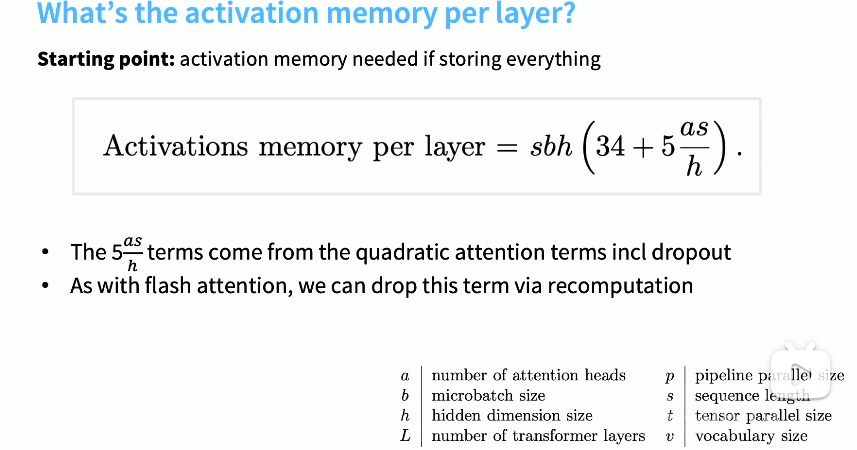 What's the activation memory per layer?
Starting point: activation memory needed if storing everything
Activations memory per layer = sbh (34 + 5 as/h).
• The 5 as/h terms come from the quadratic attention terms incl dropout
• As with flash attention, we can drop this term via recomputation
a | number of attention heads p | pipeline parallel size
b | microbatch size s | sequence length
h | hidden dimension size t | tensor parallel size
L | number of transformer layers v | vocabulary size